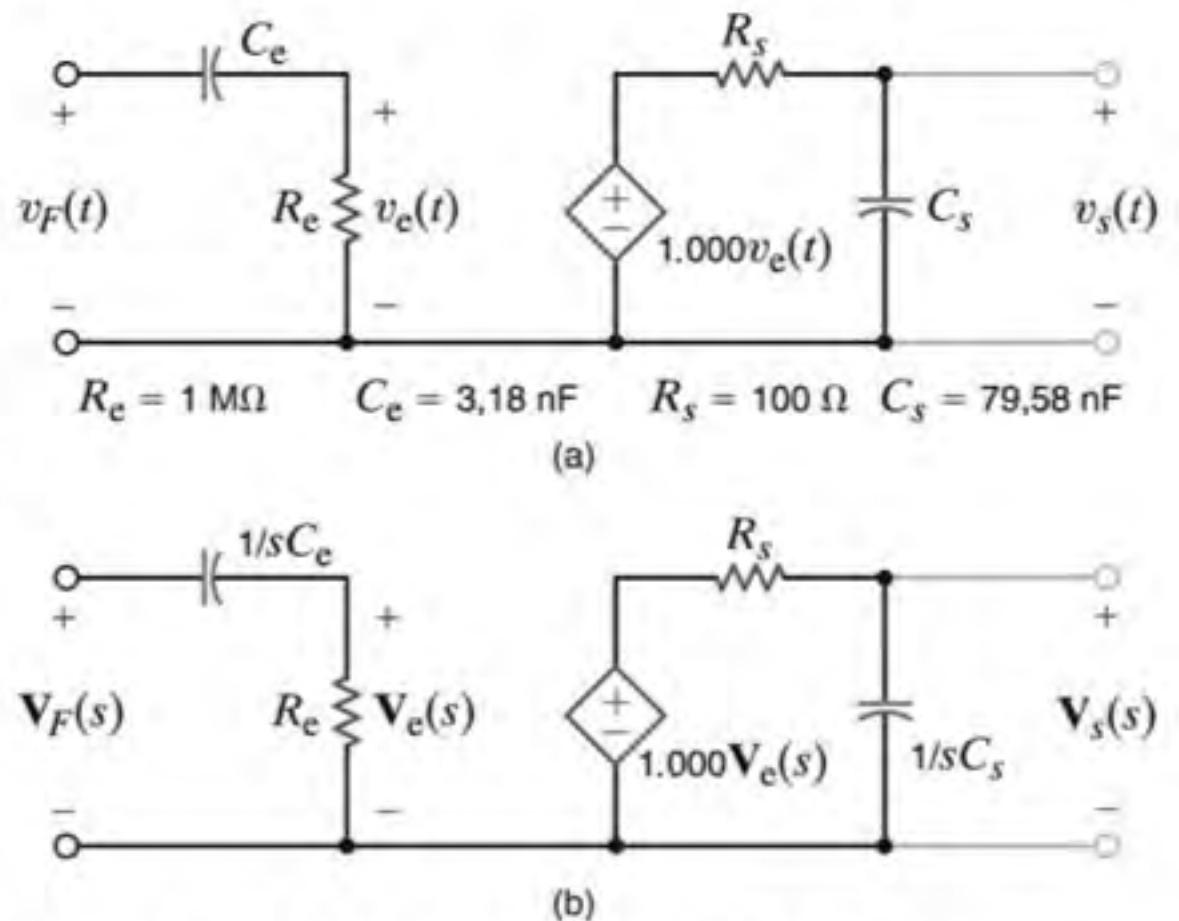 C_e R_s
+ + + +
v_F(t) R_e v_e(t) − C_s v_s(t)
1.000v_e(t)
− − −
R_e = 1 MΩ C_e = 3,18 nF R_s = 100 Ω C_s = 79,58 nF
(a)
1/sC_e R_s
+ + +
V_F(s) R_e V_e(s) + − V_s(s)
1.000V_e(s) 1/sC_s
− − −
(b)